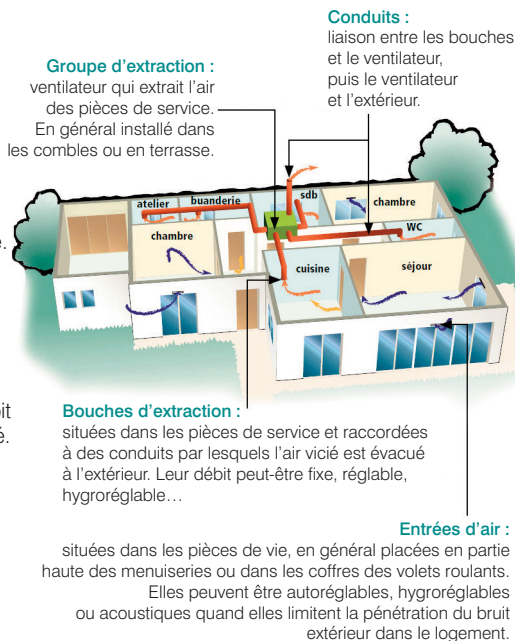 Conduits :
liaison entre les bouches
et le ventilateur,
puis le ventilateur
et l'extérieur.
Groupe d'extraction :
ventilateur qui extrait l'air
des pièces de service.
En général installé dans
les combles ou en terrasse.
atelier
buanderie
sdb
chambre
chambre
WC
cuisine
séjour
Bouches d'extraction :
situées dans les pièces de service et raccordées
à des conduits par lesquels l'air vicié est évacué
à l'extérieur. Leur débit peut-être fixe, réglable,
hygroréglable…
Entrées d'air :
situées dans les pièces de vie, en général placées en partie
haute des menuiseries ou dans les coffres des volets roulants.
Elles peuvent être autoréglables, hygroréglables
ou acoustiques quand elles limitent la pénétration du bruit
extérieur dans le logement.